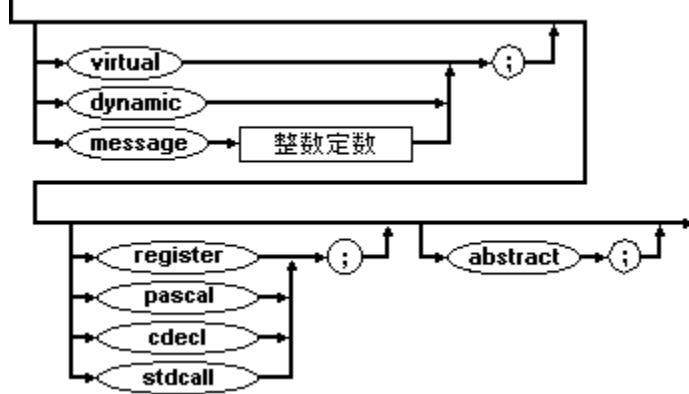 virtual ;
dynamic
message 整数定数
register ; abstract ;
pascal
cdecl
stdcall